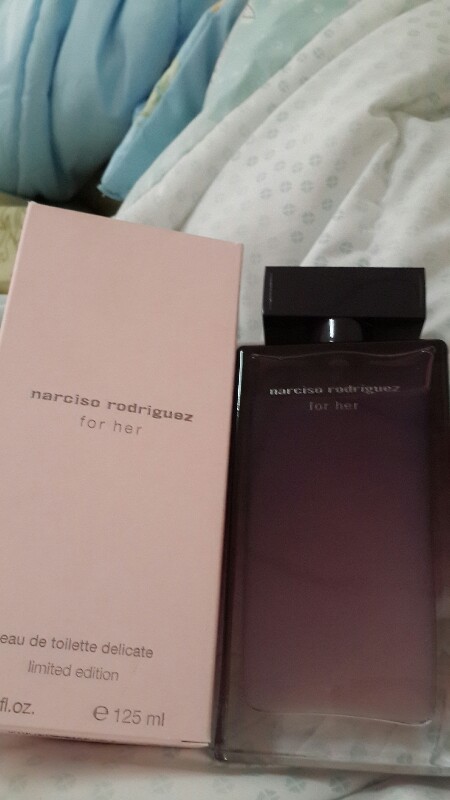 narciso rodriguez
for her
eau de toilette delicate
limited edition
fl.oz. e 125 ml
narciso rodriguez
for her